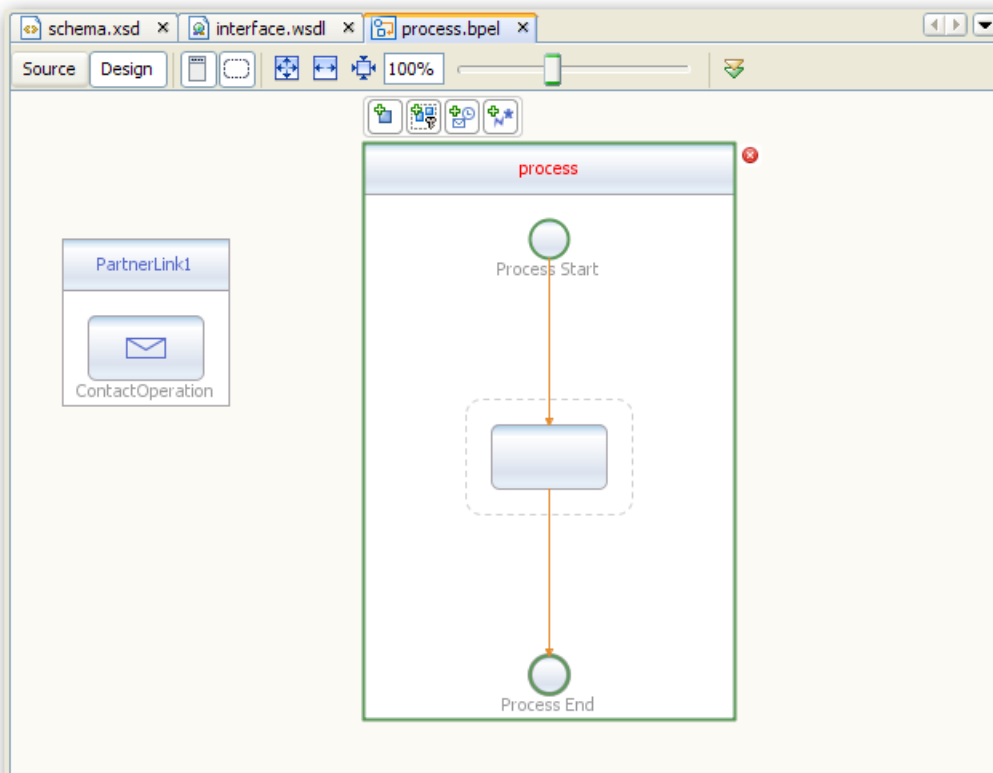 schema.xsd interface.wsdl process.bpel
Source Design 100%
process
Process Start
PartnerLink1
ContactOperation
Process End